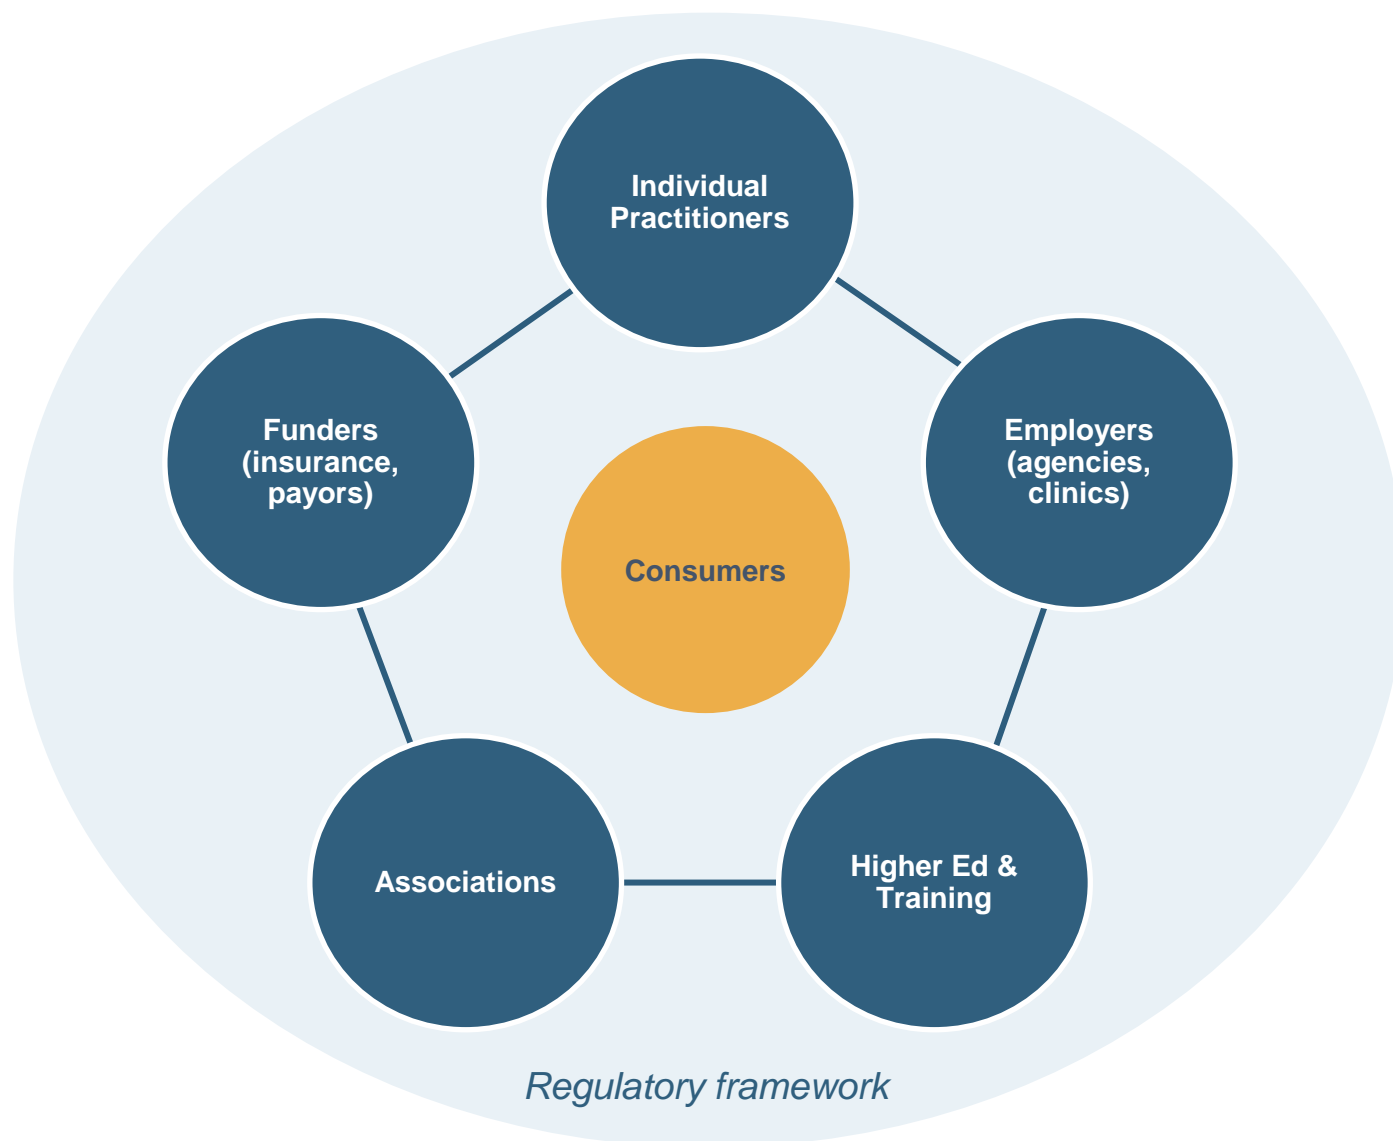 Individual
Practitioners
Funders
(insurance,
payors)
Employers
(agencies,
clinics)
Consumers
Associations
Higher Ed &
Training
Regulatory framework